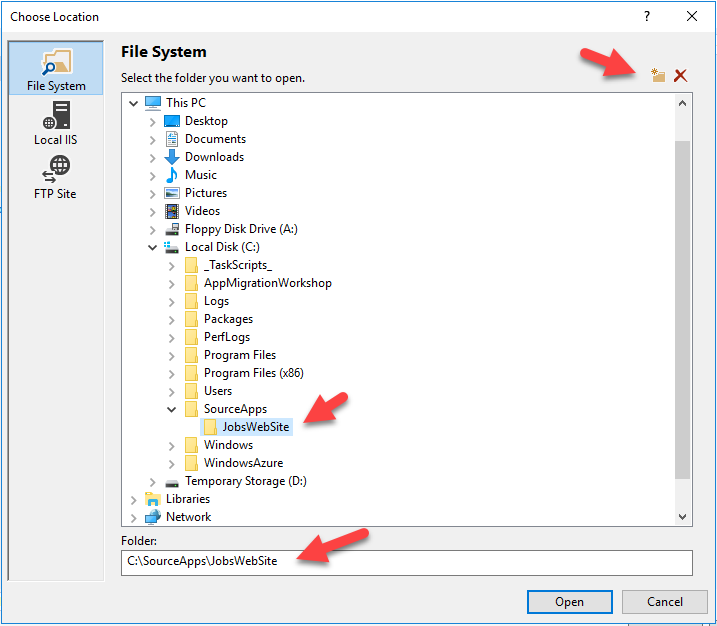 Choose Location
?
File System
Local IIS
FTP Site
File System
Select the folder you want to open.
This PC
Desktop
Documents
Downloads
Music
Pictures
Videos
Floppy Disk Drive (A:)
Local Disk (C:)
_TaskScripts_
AppMigrationWorkshop
Logs
Packages
PerfLogs
Program Files
Program Files (x86)
Users
SourceApps
JobsWebSite
Windows
WindowsAzure
Temporary Storage (D:)
Libraries
Network
Folder:
C:\SourceApps\JobsWebSite
Open
Cancel